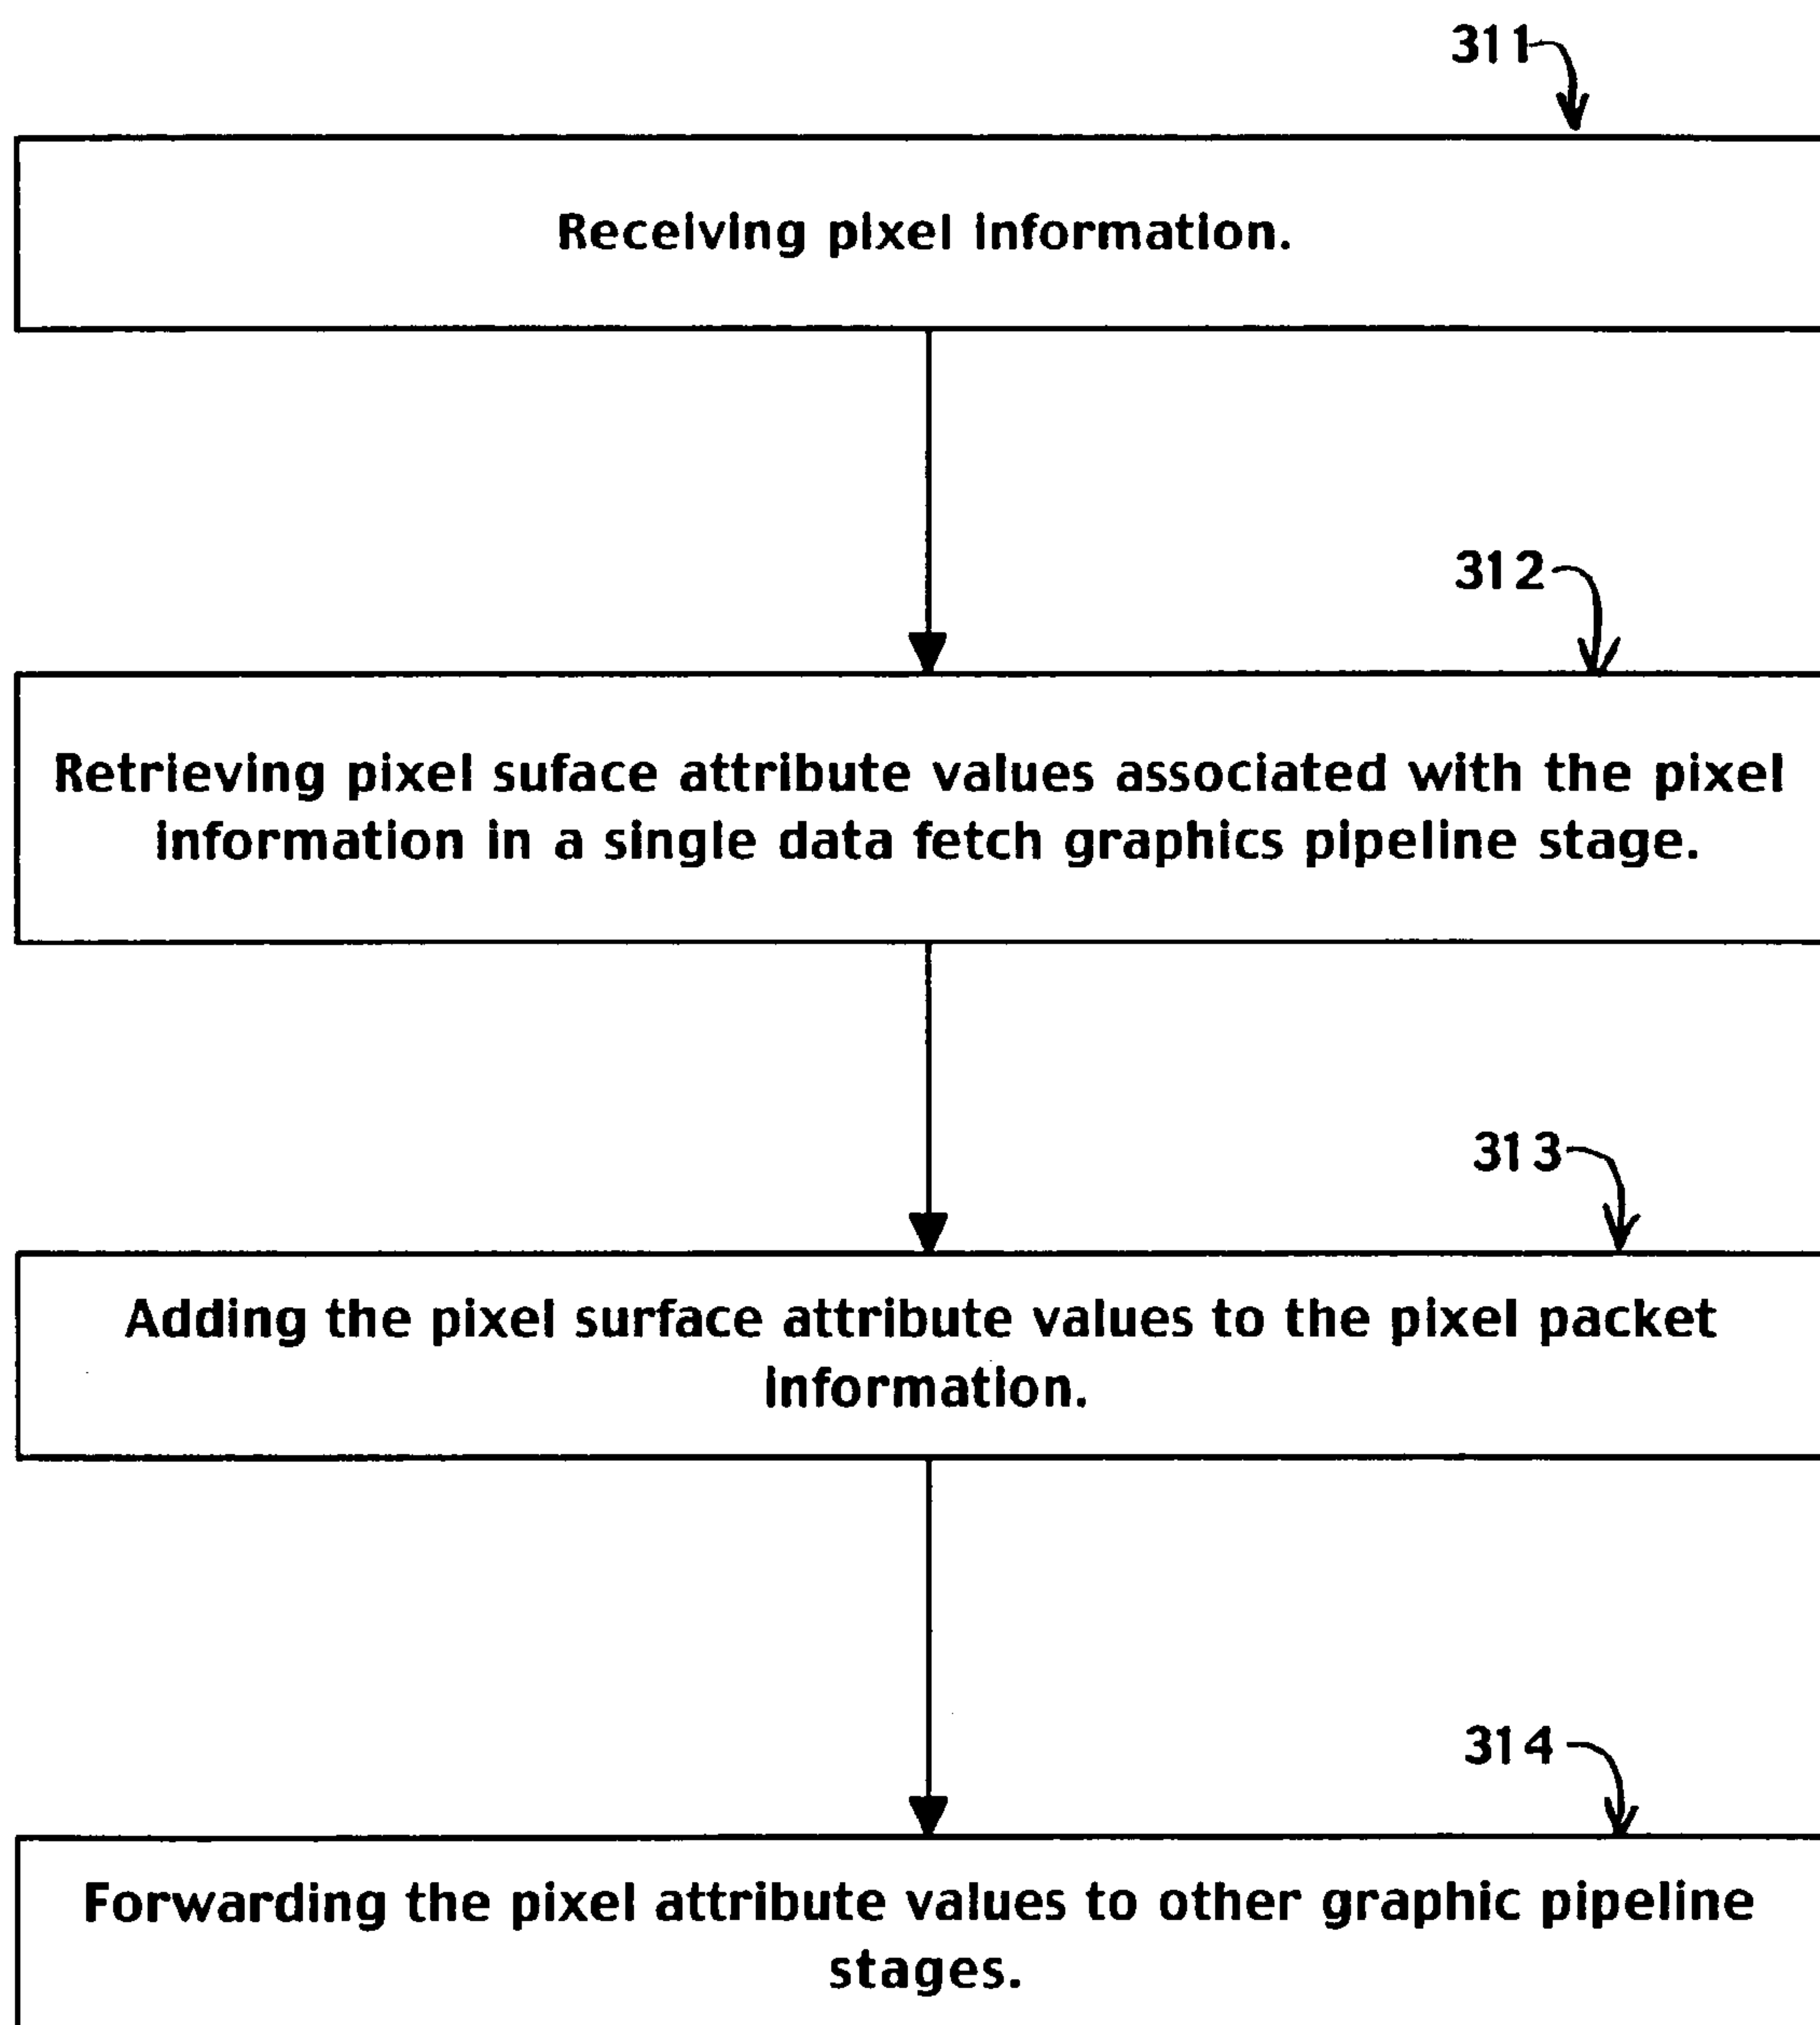 311
Receiving pixel information.
312
Retrieving pixel suface attribute values associated with the pixel
information in a single data fetch graphics pipeline stage.
313
Adding the pixel surface attribute values to the pixel packet
information.
314
Forwarding the pixel attribute values to other graphic pipeline
stages.